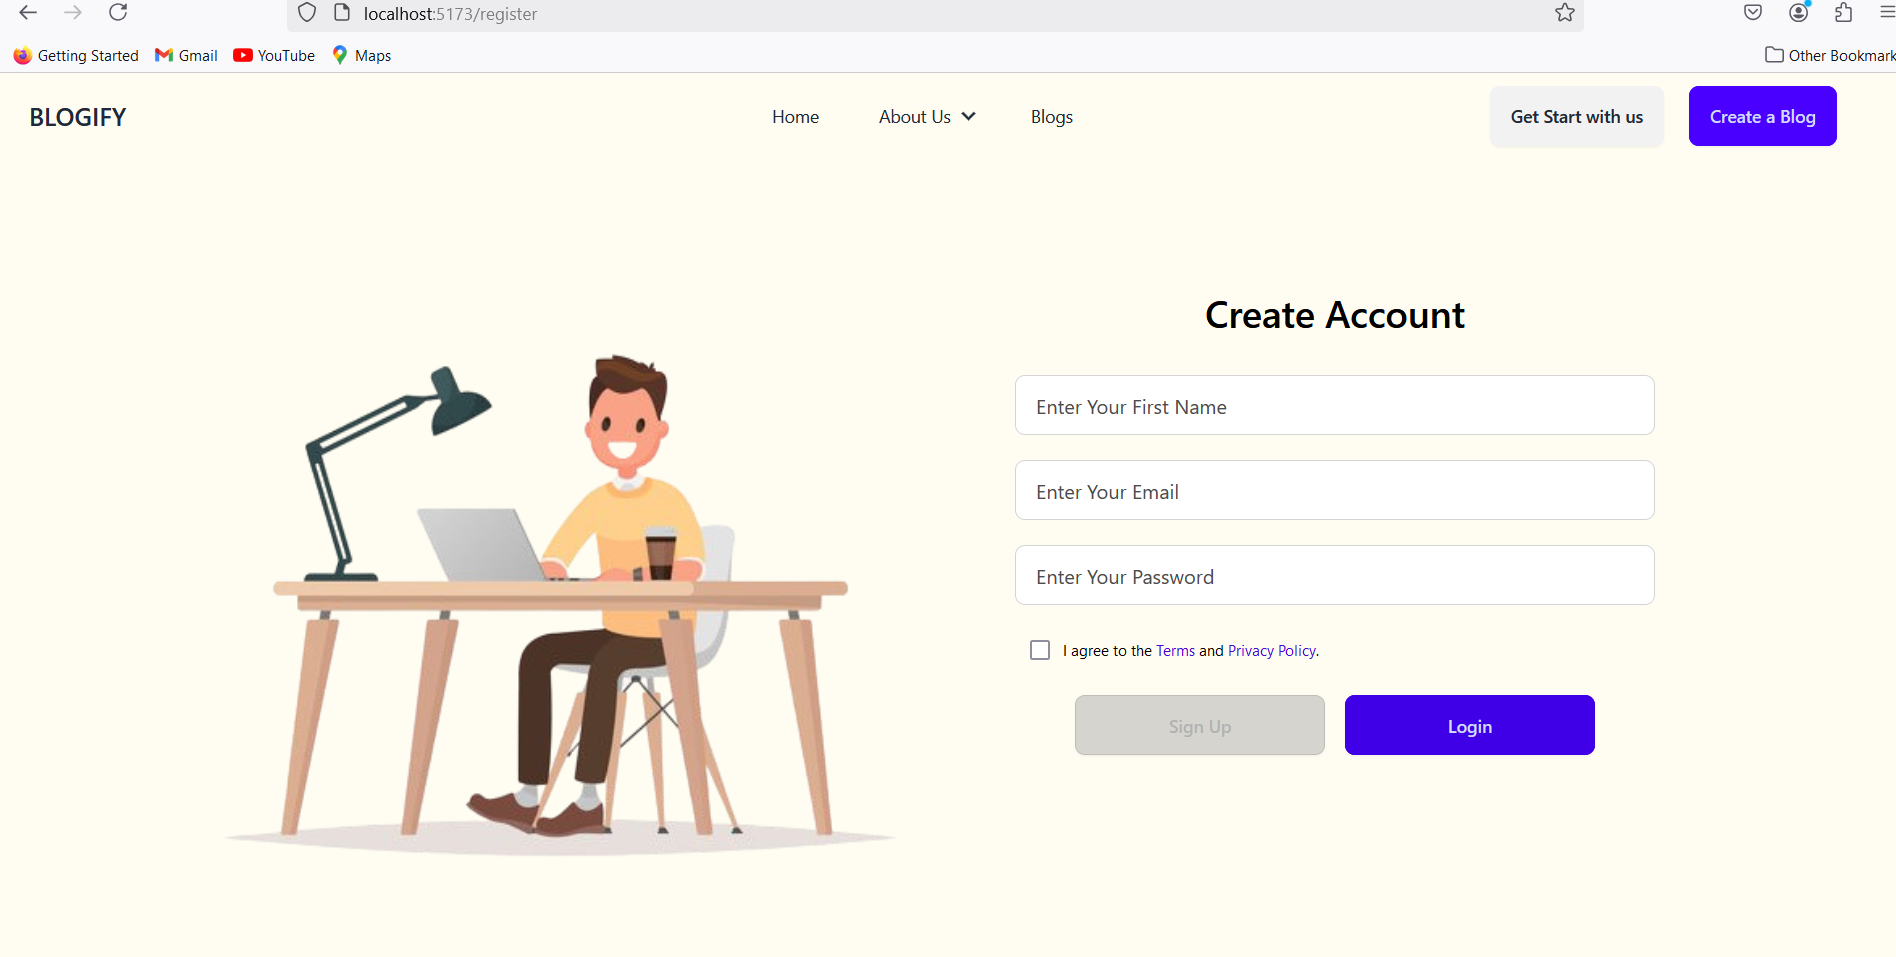 localhost:5173/register
Getting Started Gmail YouTube Maps Other Bookmark
BLOGIFY Home About Us Blogs Get Start with us Create a Blog
Create Account
Enter Your First Name
Enter Your Email
Enter Your Password
I agree to the Terms and Privacy Policy.
Sign Up Login